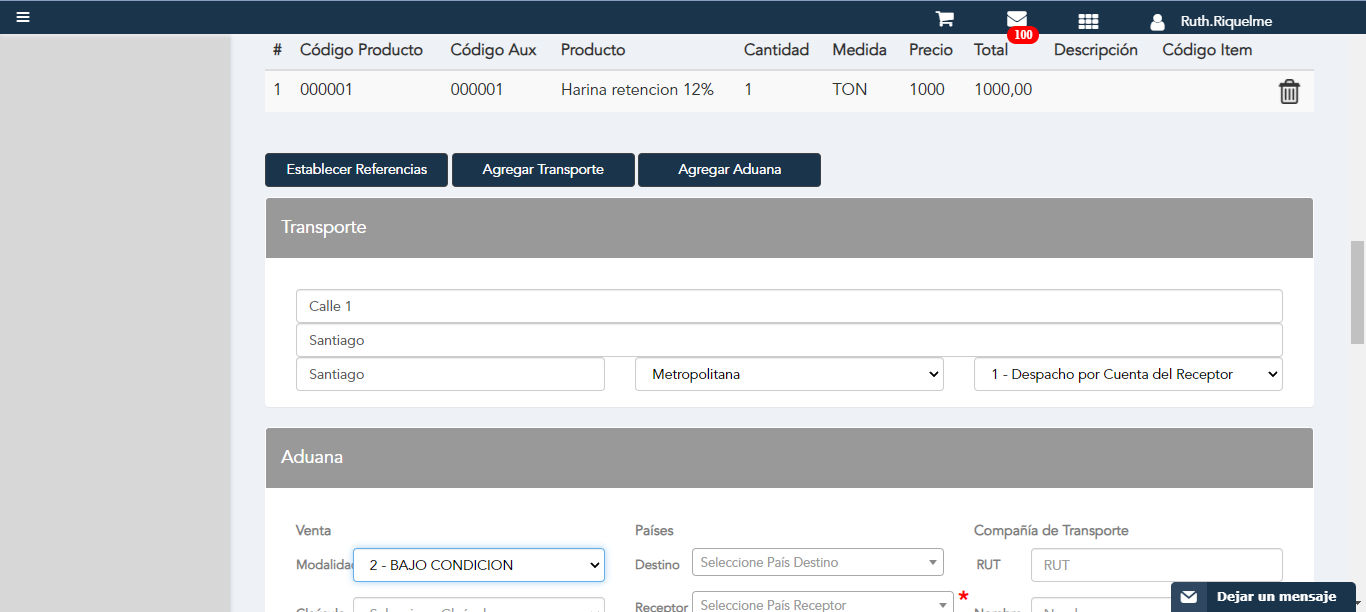 Ruth.Riquelme
100
# Código Producto Código Aux Producto Cantidad Medida Precio Total Descripción Código Item
1 000001 000001 Harina retencion 12% 1 TON 1000 1000,00
Establecer Referencias Agregar Transporte Agregar Aduana
Transporte
Calle 1
Santiago
Santiago Metropolitana 1 - Despacho por Cuenta del Receptor
Aduana
Venta Países Compañía de Transporte
Modalidad 2 - BAJO CONDICION Destino Seleccione País Destino RUT RUT
Receptor Seleccione País Receptor *
Dejar un mensaje